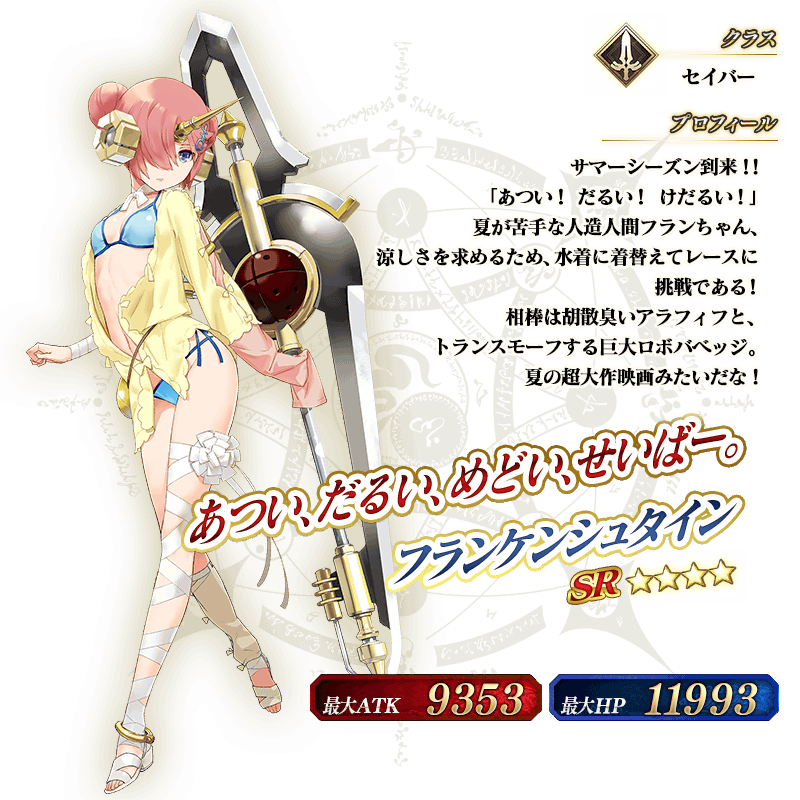 クラス
セイバー
プロフィール
サマーシーズン到来!!
「あつい! だるい! けだるい!」
夏が苦手な人造人間フランちゃん、
涼しさを求めるため、水着に着替えてレースに
挑戦である!
相棒は胡散臭いアラフィフと、
トランスモーフする巨大ロボバベッジ。
夏の超大作映画みたいだな!
あつい、だるい、めどい、せいばー。
フランケンシュタイン
SR
最大ATK 9353
最大HP 11993